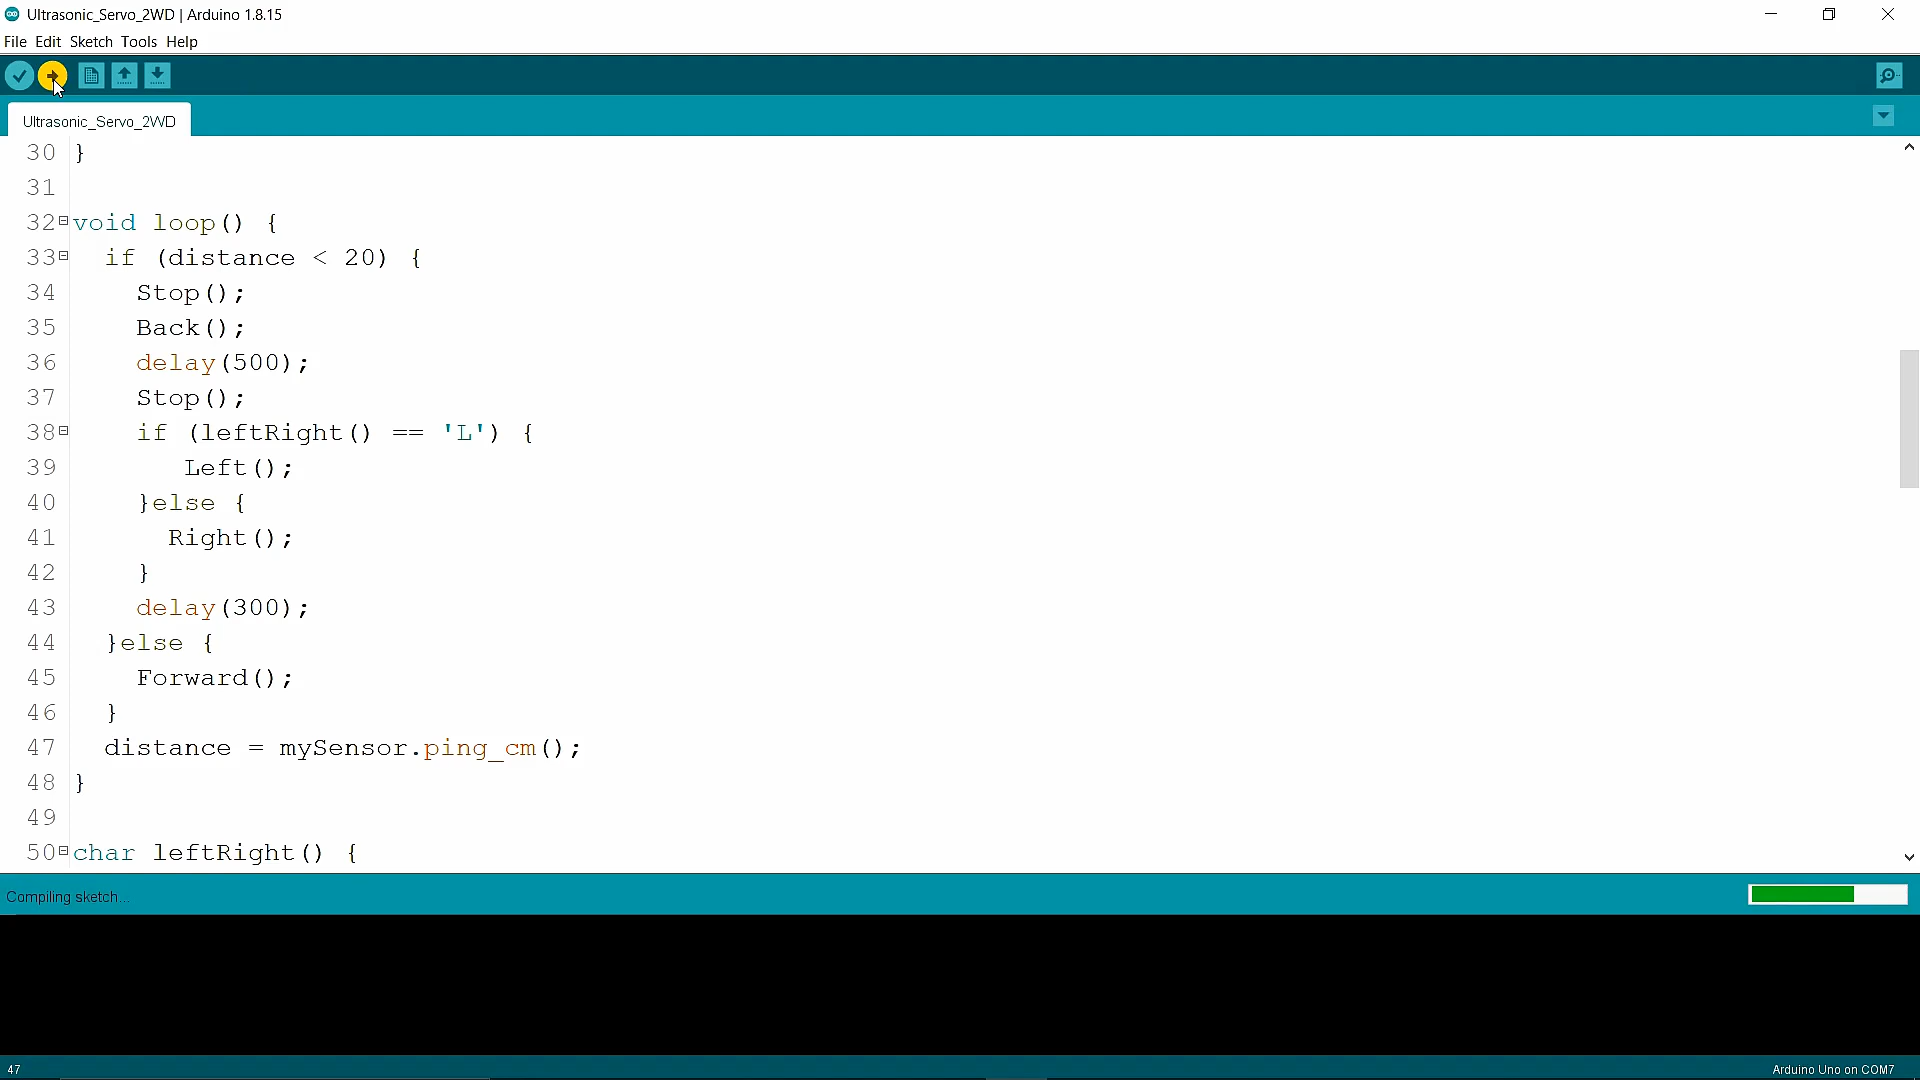 Ultrasonic_Servo_2WD | Arduino 1.8.15
File Edit Sketch Tools Help
Ultrasonic_Servo_2WD
30 }
31
32 void loop() {
33   if (distance < 20) {
34     Stop();
35     Back();
36     delay(500);
37     Stop();
38     if (leftRight() == 'L') {
39        Left();
40     }else {
41       Right();
42     }
43     delay(300);
44   }else {
45     Forward();
46   }
47   distance = mySensor.ping_cm();
48 }
49
50 char leftRight() {
Compiling sketch...
47 Arduino Uno on COM7